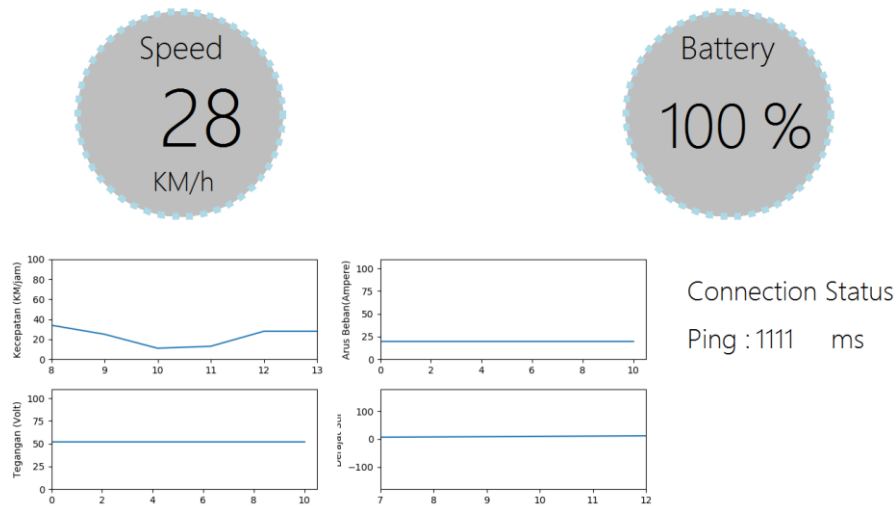 Speed
28
KM/h
Battery
100 %
Kecepatan (KM/jam)
100
80
60
40
20
0
8 9 10 11 12 13
Arus Beban(Ampere)
100
75
50
25
0
0 2 4 6 8 10
Connection Status
Ping : 1111 ms
Tegangan (Volt)
100
75
50
25
0
0 2 4 6 8 10
100
0
−100
7 8 9 10 11 12